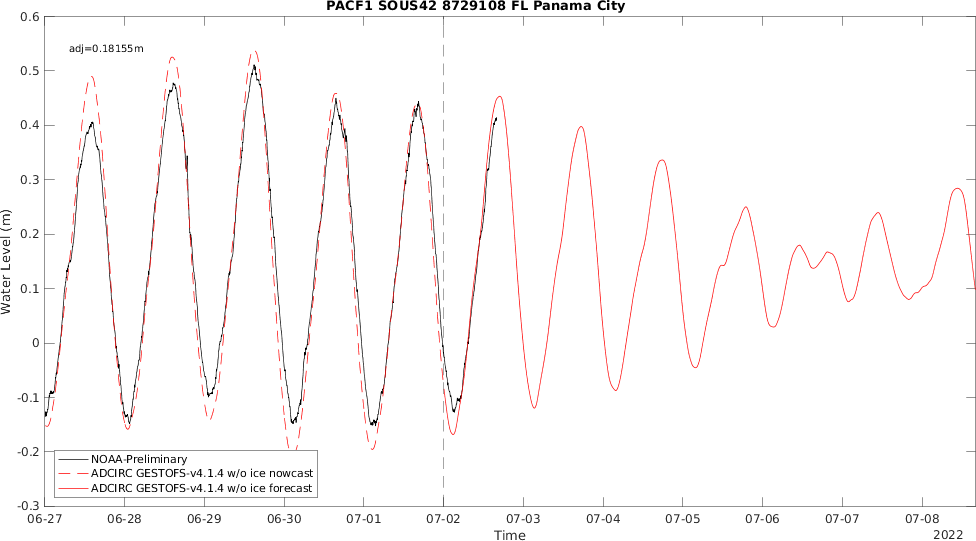 PACF1 SOUS42 8729108 FL Panama City
adj=0.18155m
Water Level (m)
0.6
0.5
0.4
0.3
0.2
0.1
0
-0.1
-0.2
-0.3
NOAA-Preliminary
ADCIRC GESTOFS-v4.1.4 w/o ice nowcast
ADCIRC GESTOFS-v4.1.4 w/o ice forecast
06-27 06-28 06-29 06-30 07-01 07-02 07-03 07-04 07-05 07-06 07-07 07-08
Time
2022